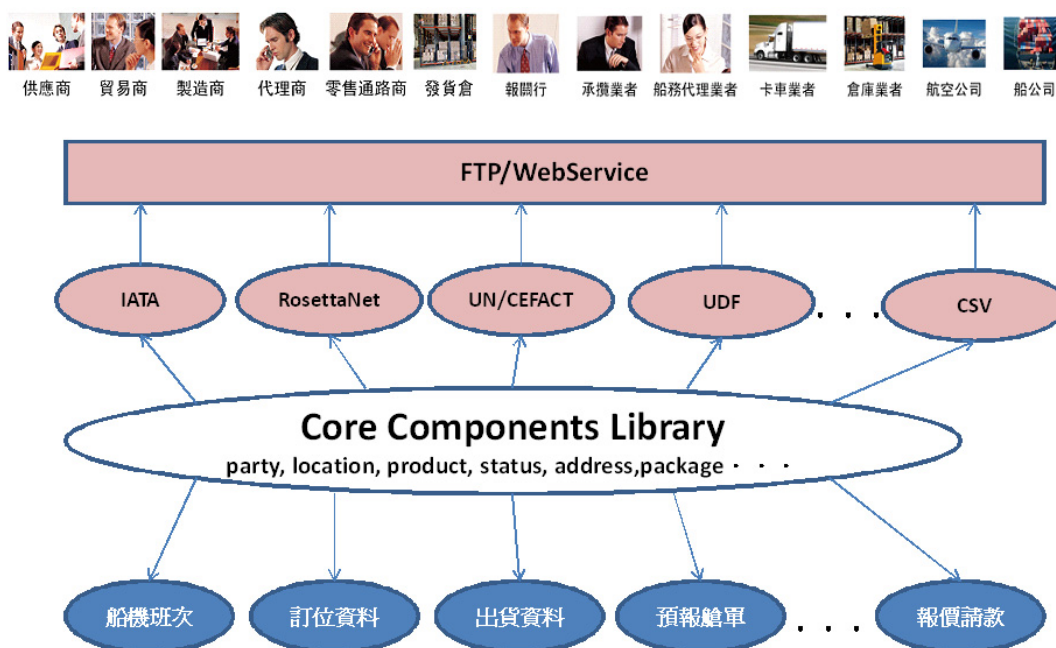 供應商 貿易商 製造商 代理商 零售通路商 發貨倉 報關行 承攬業者 船務代理業者 卡車業者 倉庫業者 航空公司 船公司
FTP/WebService
IATA RosettaNet UN/CEFACT UDF . . . CSV
Core Components Library
party, location, product, status, address,package・・・
船機班次 訂位資料 出貨資料 預報艙單 . . . 報價請款